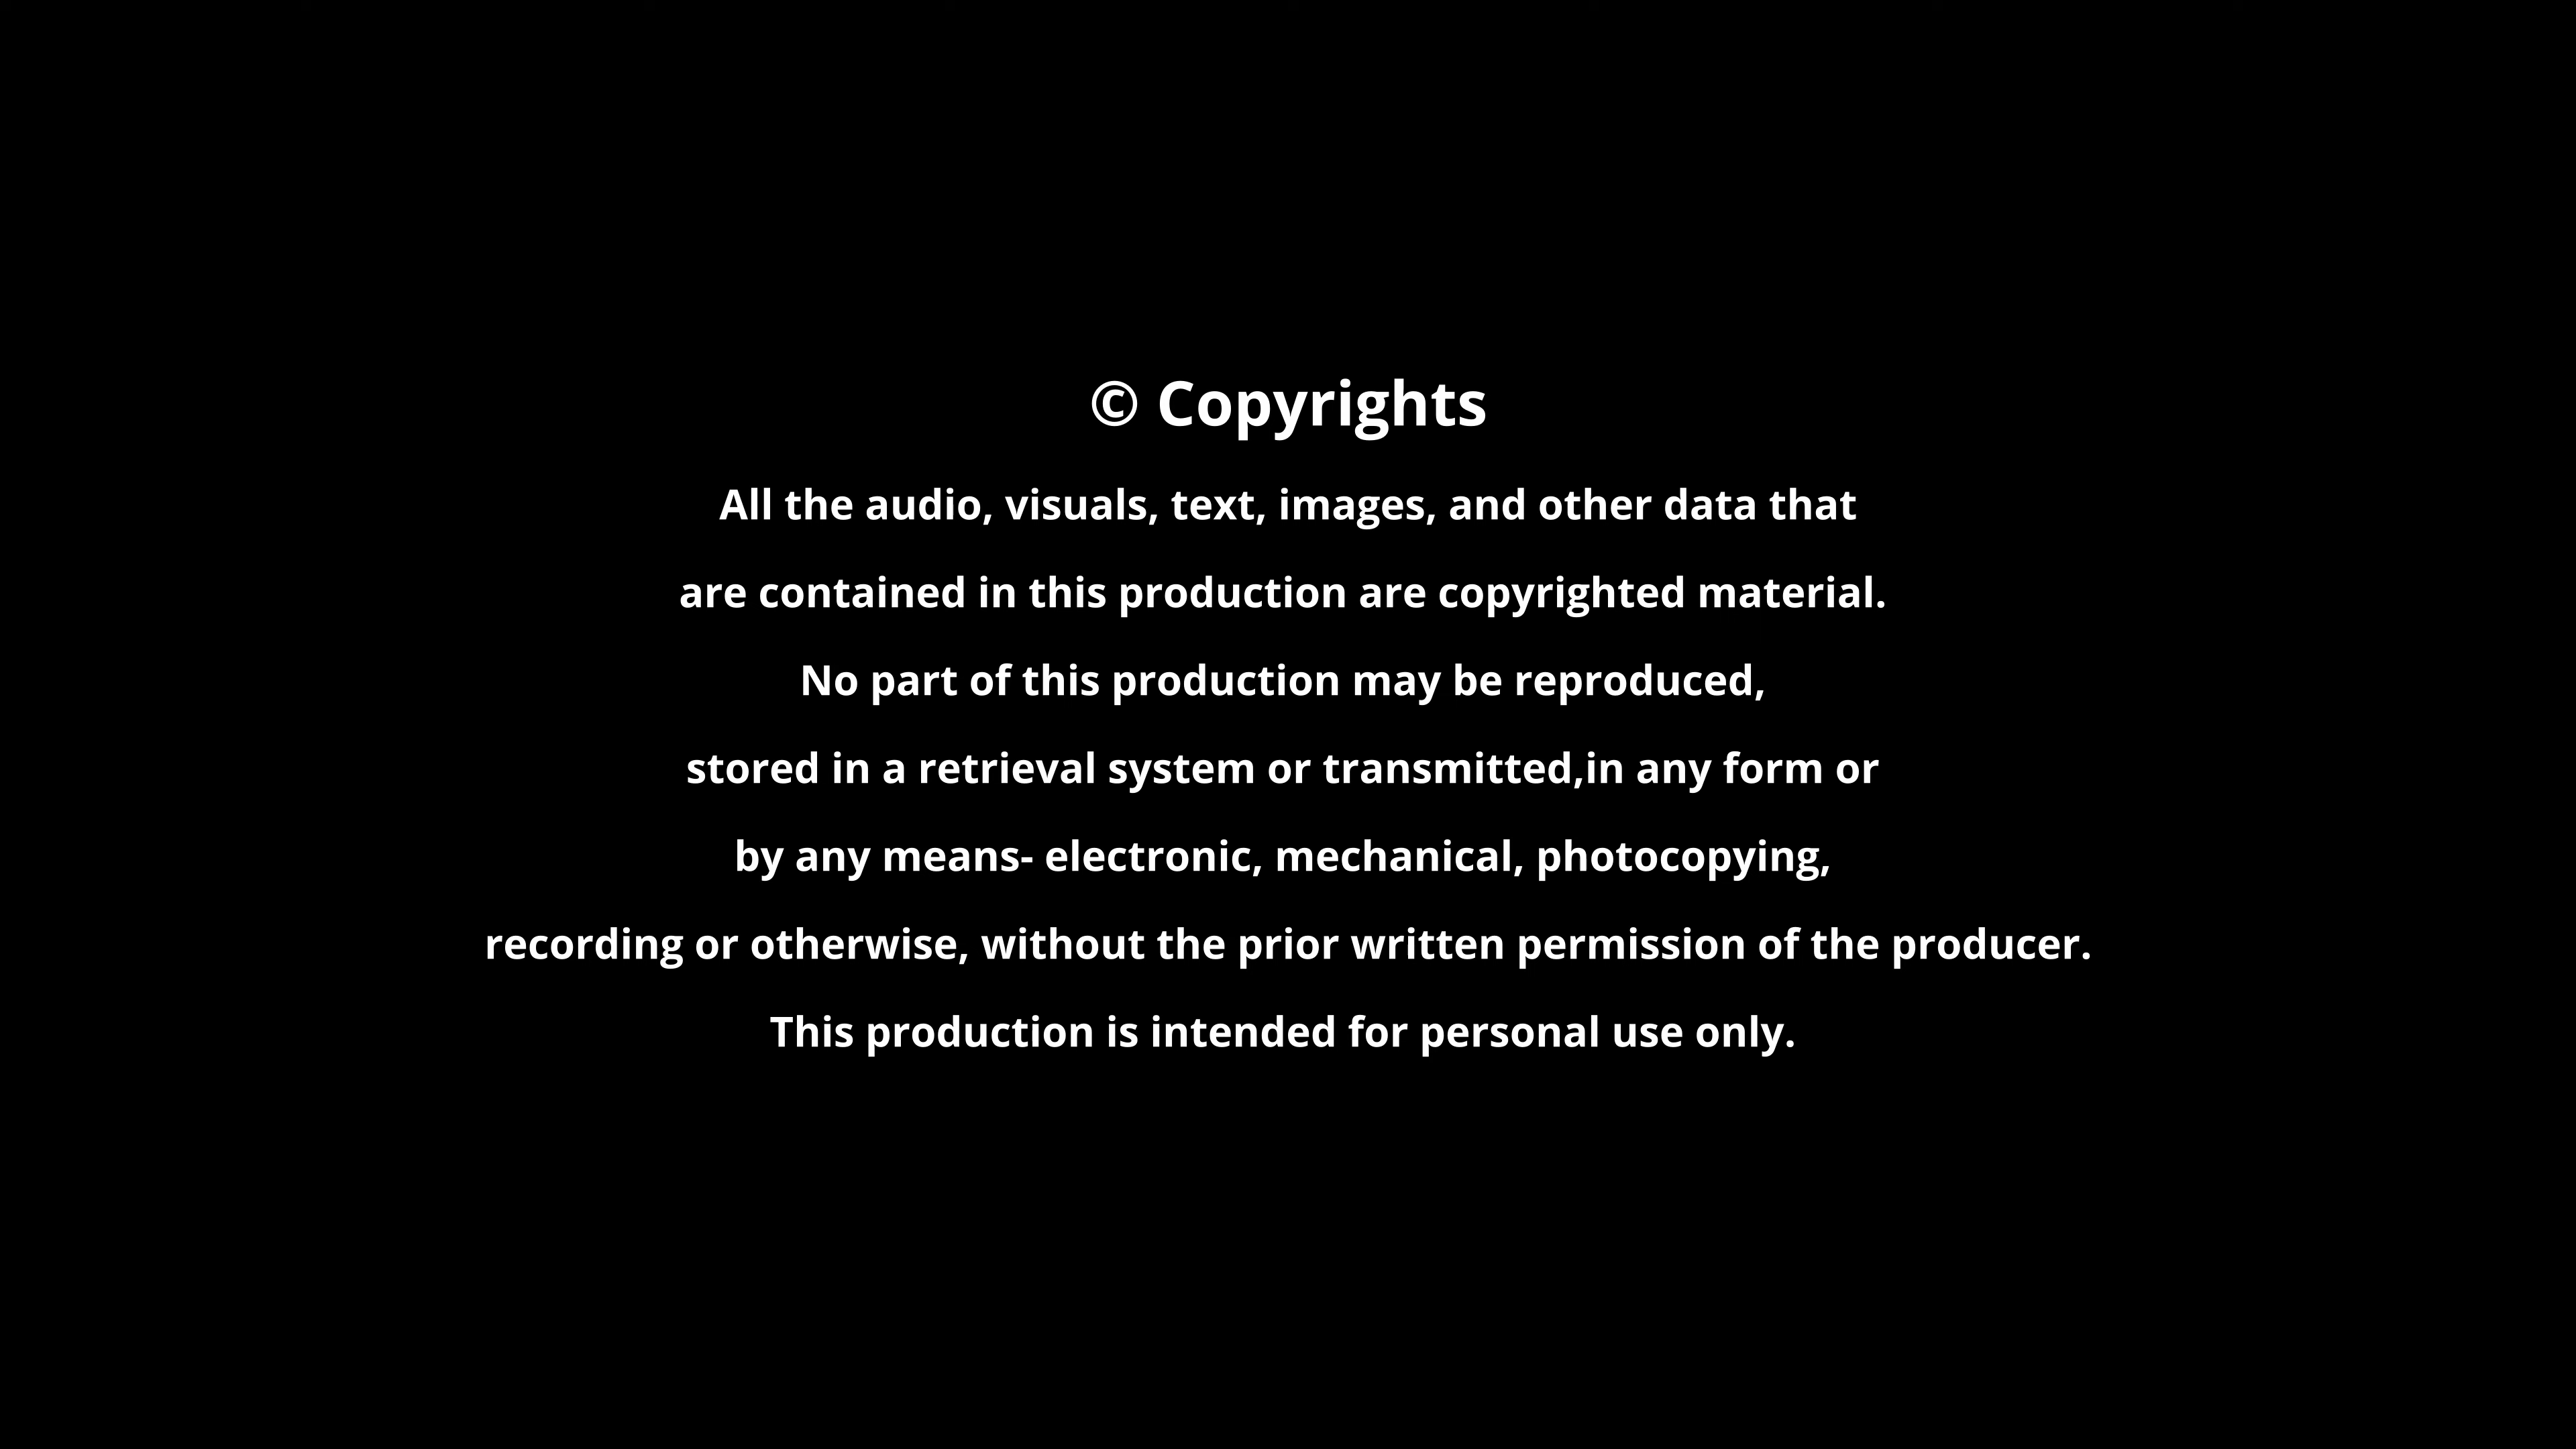 © Copyrights
All the audio, visuals, text, images, and other data that
are contained in this production are copyrighted material.
No part of this production may be reproduced,
stored in a retrieval system or transmitted,in any form or
by any means- electronic, mechanical, photocopying,
recording or otherwise, without the prior written permission of the producer.
This production is intended for personal use only.